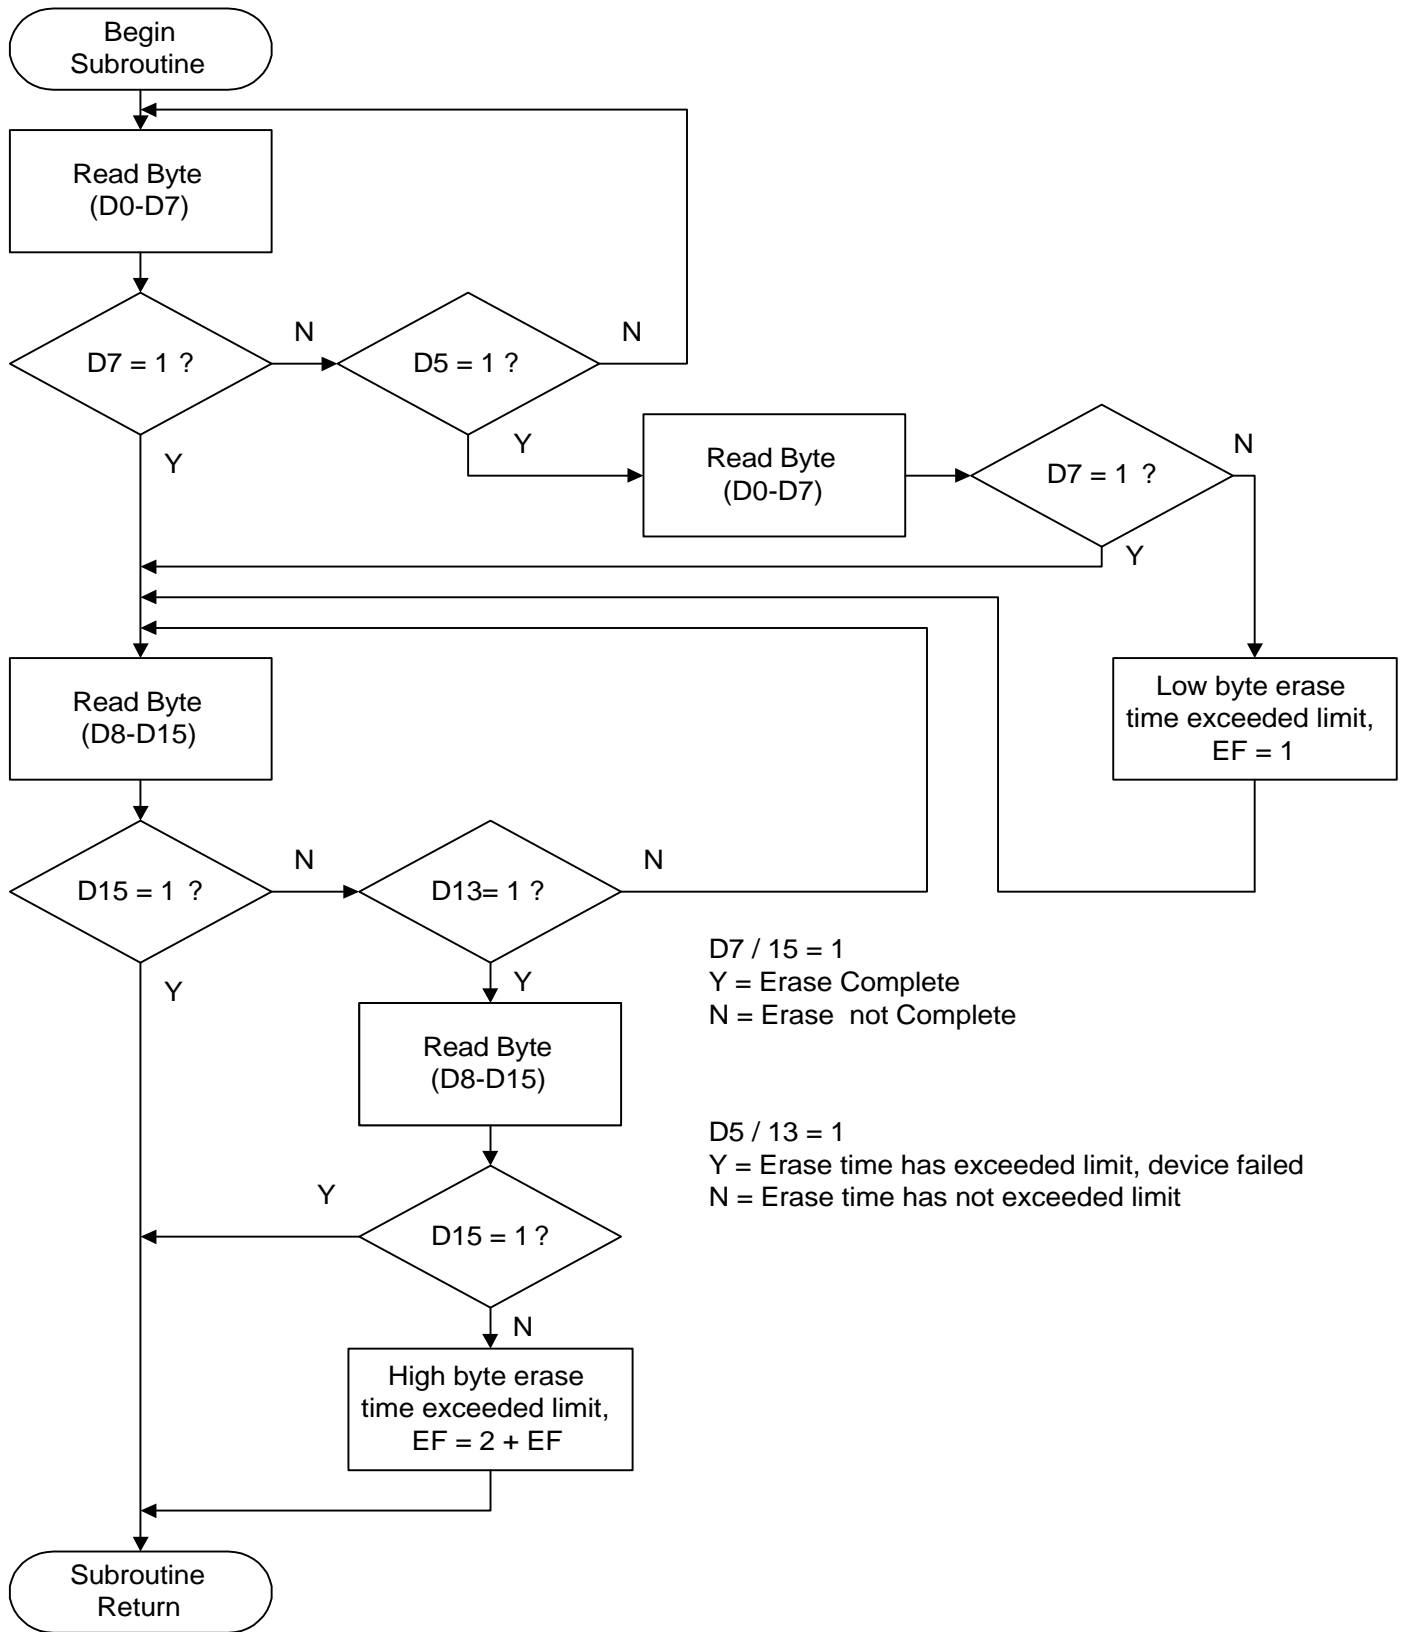 Begin
Subroutine
Read Byte
(D0-D7)
D7 = 1 ?
N
D5 = 1 ?
N
Y
Y
Read Byte
(D0-D7)
D7 = 1 ?
N
Y
Low byte erase
time exceeded limit,
EF = 1
Read Byte
(D8-D15)
D15 = 1 ?
N
D13= 1 ?
N
Y
Y
D7 / 15 = 1
Y = Erase Complete
N = Erase not Complete
Read Byte
(D8-D15)
D5 / 13 = 1
Y = Erase time has exceeded limit, device failed
N = Erase time has not exceeded limit
Y
D15 = 1 ?
N
High byte erase
time exceeded limit,
EF = 2 + EF
Subroutine
Return